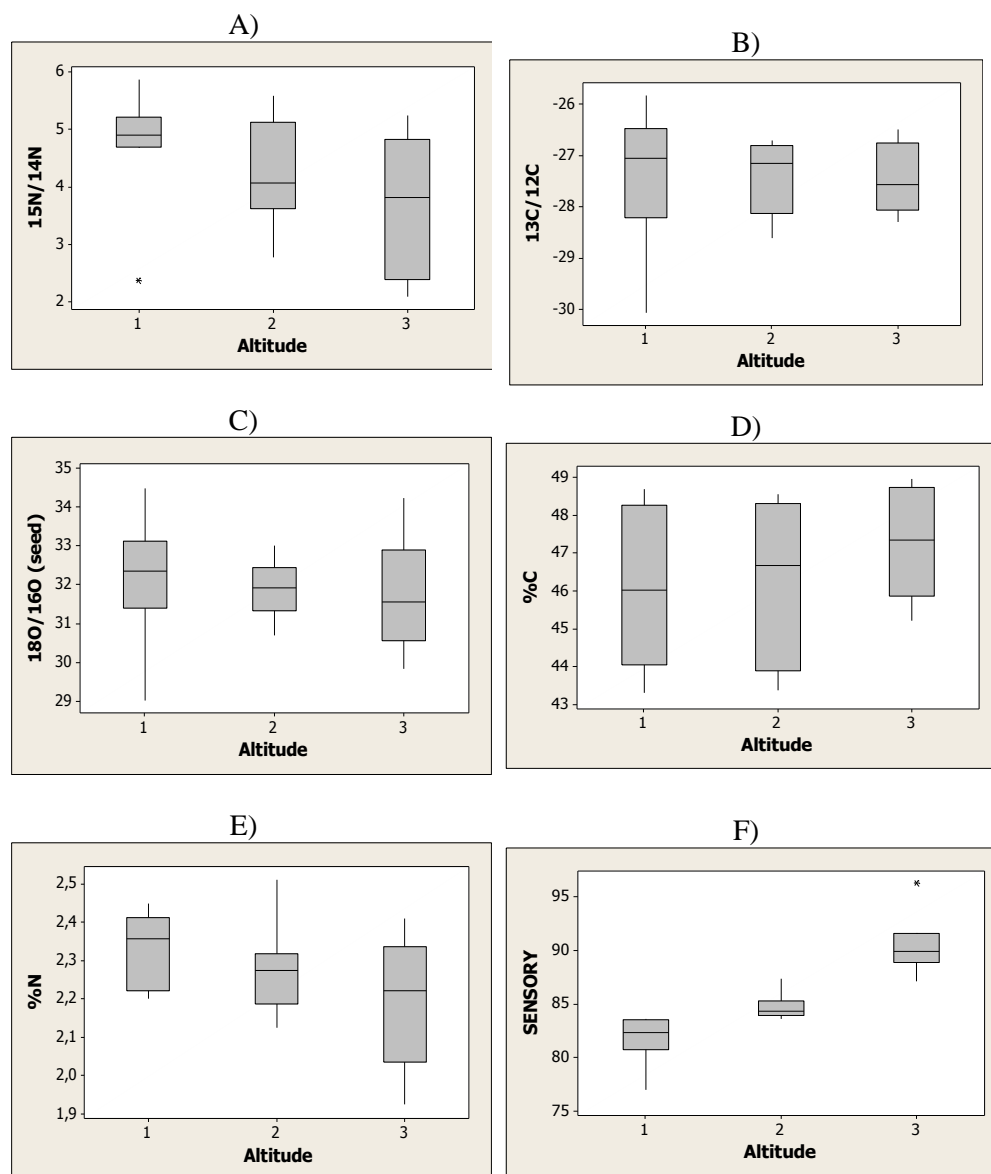 A)
15N/14N
6
5
4
3
2
*
1 2 3
Altitude
B)
13C/12C
-26
-27
-28
-29
-30
1 2 3
Altitude
C)
18O/16O (seed)
35
34
33
32
31
30
29
1 2 3
Altitude
D)
%C
49
48
47
46
45
44
43
1 2 3
Altitude
E)
%N
2,5
2,4
2,3
2,2
2,1
2,0
1,9
1 2 3
Altitude
F)
SENSORY
95
90
85
80
75
*
1 2 3
Altitude